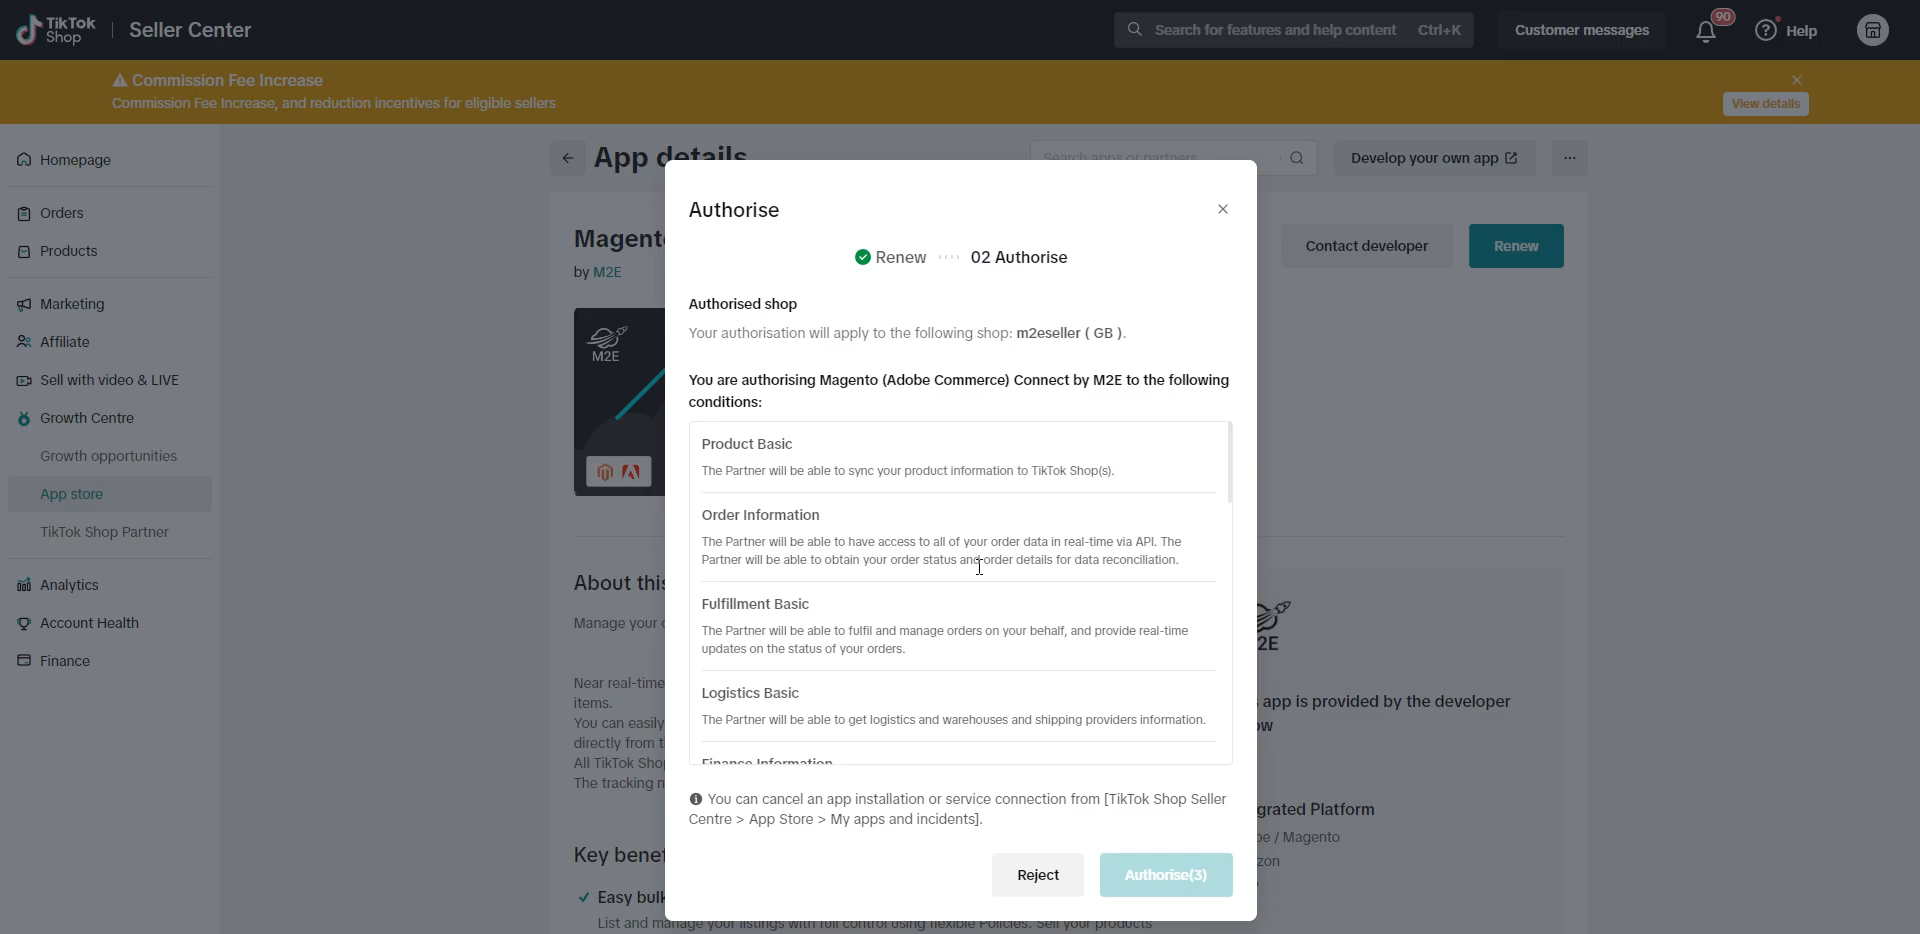 TikTok
Shop
Seller Center
Search for features and help content Ctrl+K
Customer messages
90
Help
Commission Fee Increase
Commission Fee Increase, and reduction incentives for eligible sellers
View details
Homepage
Orders
Products
Marketing
Affiliate
Sell with video & LIVE
Growth Centre
Growth opportunities
App store
TikTok Shop Partner
Analytics
Account Health
Finance
App details
Search apps or partners
Develop your own app
by M2E
Contact developer
Renew
M2E
About this
Manage your
Near real-time
items.
You can easily
directly from
All TikTok Shop
The tracking
app is provided by the developer
Easy bulk
List and manage your listings with full control using flexible Policies. Sell your products
Authorise
Renew
02 Authorise
Authorised shop
Your authorisation will apply to the following shop: m2eseller ( GB ).
You are authorising Magento (Adobe Commerce) Connect by M2E to the following
conditions:
Product Basic
The Partner will be able to sync your product information to TikTok Shop(s).
Order Information
The Partner will be able to have access to all of your order data in real-time via API. The
Partner will be able to obtain your order status and order details for data reconciliation.
Fulfillment Basic
The Partner will be able to fulfil and manage orders on your behalf, and provide real-time
updates on the status of your orders.
Logistics Basic
The Partner will be able to get logistics and warehouses and shipping providers information.
Finance Information
You can cancel an app installation or service connection from [TikTok Shop Seller
Centre > App Store > My apps and incidents].
Reject
Authorise(3)